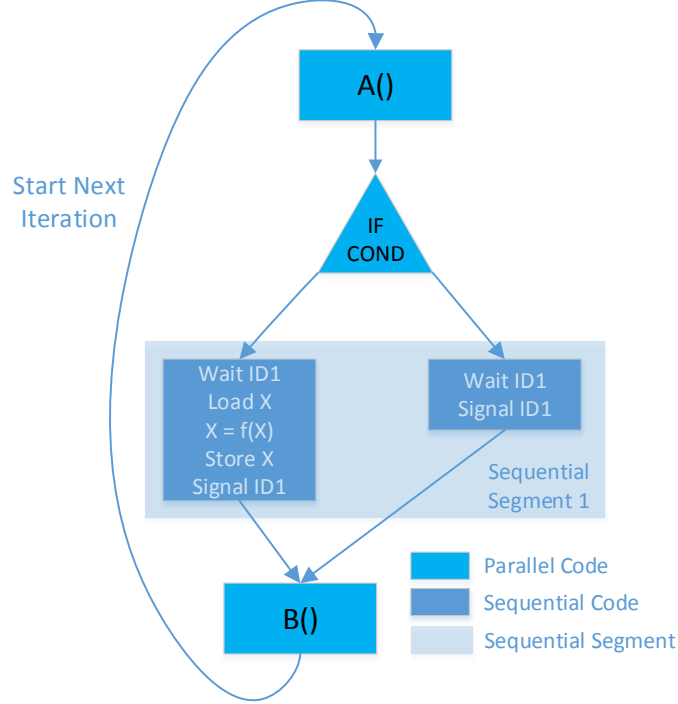 A()
Start Next
Iteration
IF
COND
Wait ID1
Load X
X = f(X)
Store X
Signal ID1
Wait ID1
Signal ID1
Sequential
Segment 1
B()
Parallel Code
Sequential Code
Sequential Segment